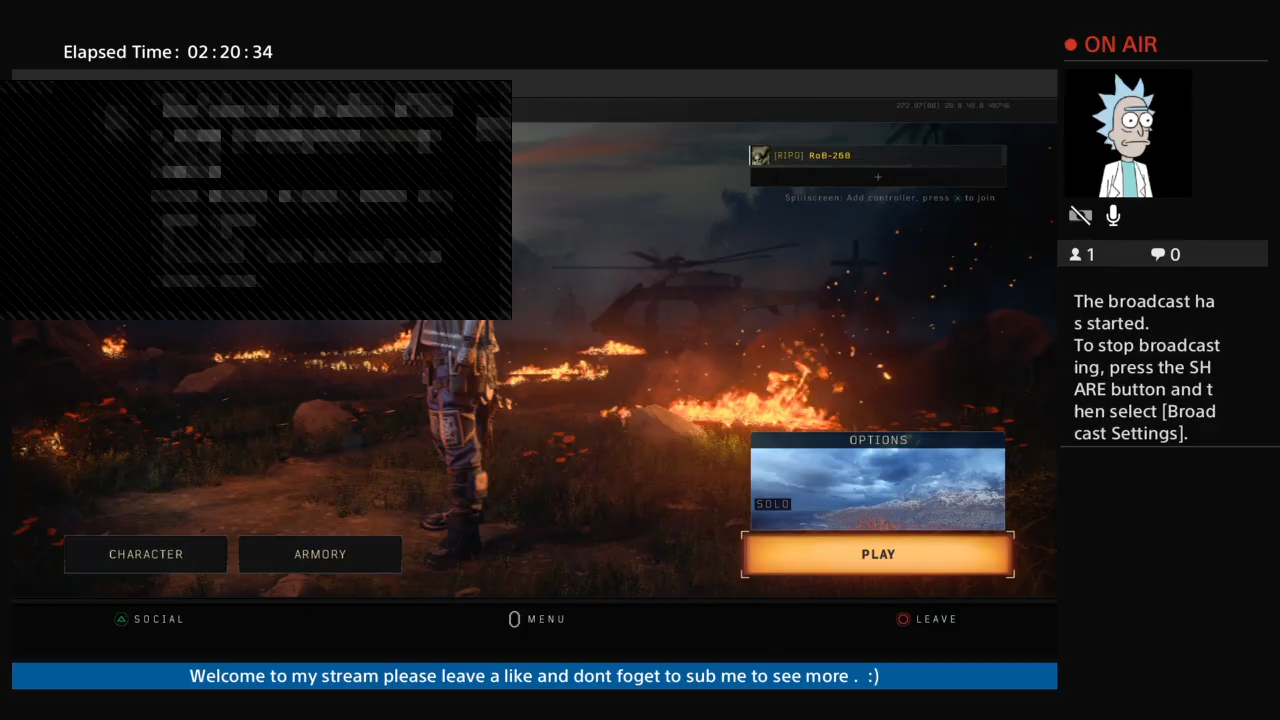 Elapsed Time: 02:20:34
ON AIR
[RIPD] RoB-268
+
Splitscreen: Add controller, press × to join
1
0
The broadcast ha
s started.
To stop broadcast
ing, press the SH
ARE button and t
hen select [Broad
cast Settings].
OPTIONS
SOLO
PLAY
CHARACTER
ARMORY
SOCIAL
MENU
LEAVE
Welcome to my stream please leave a like and dont foget to sub me to see more . :)